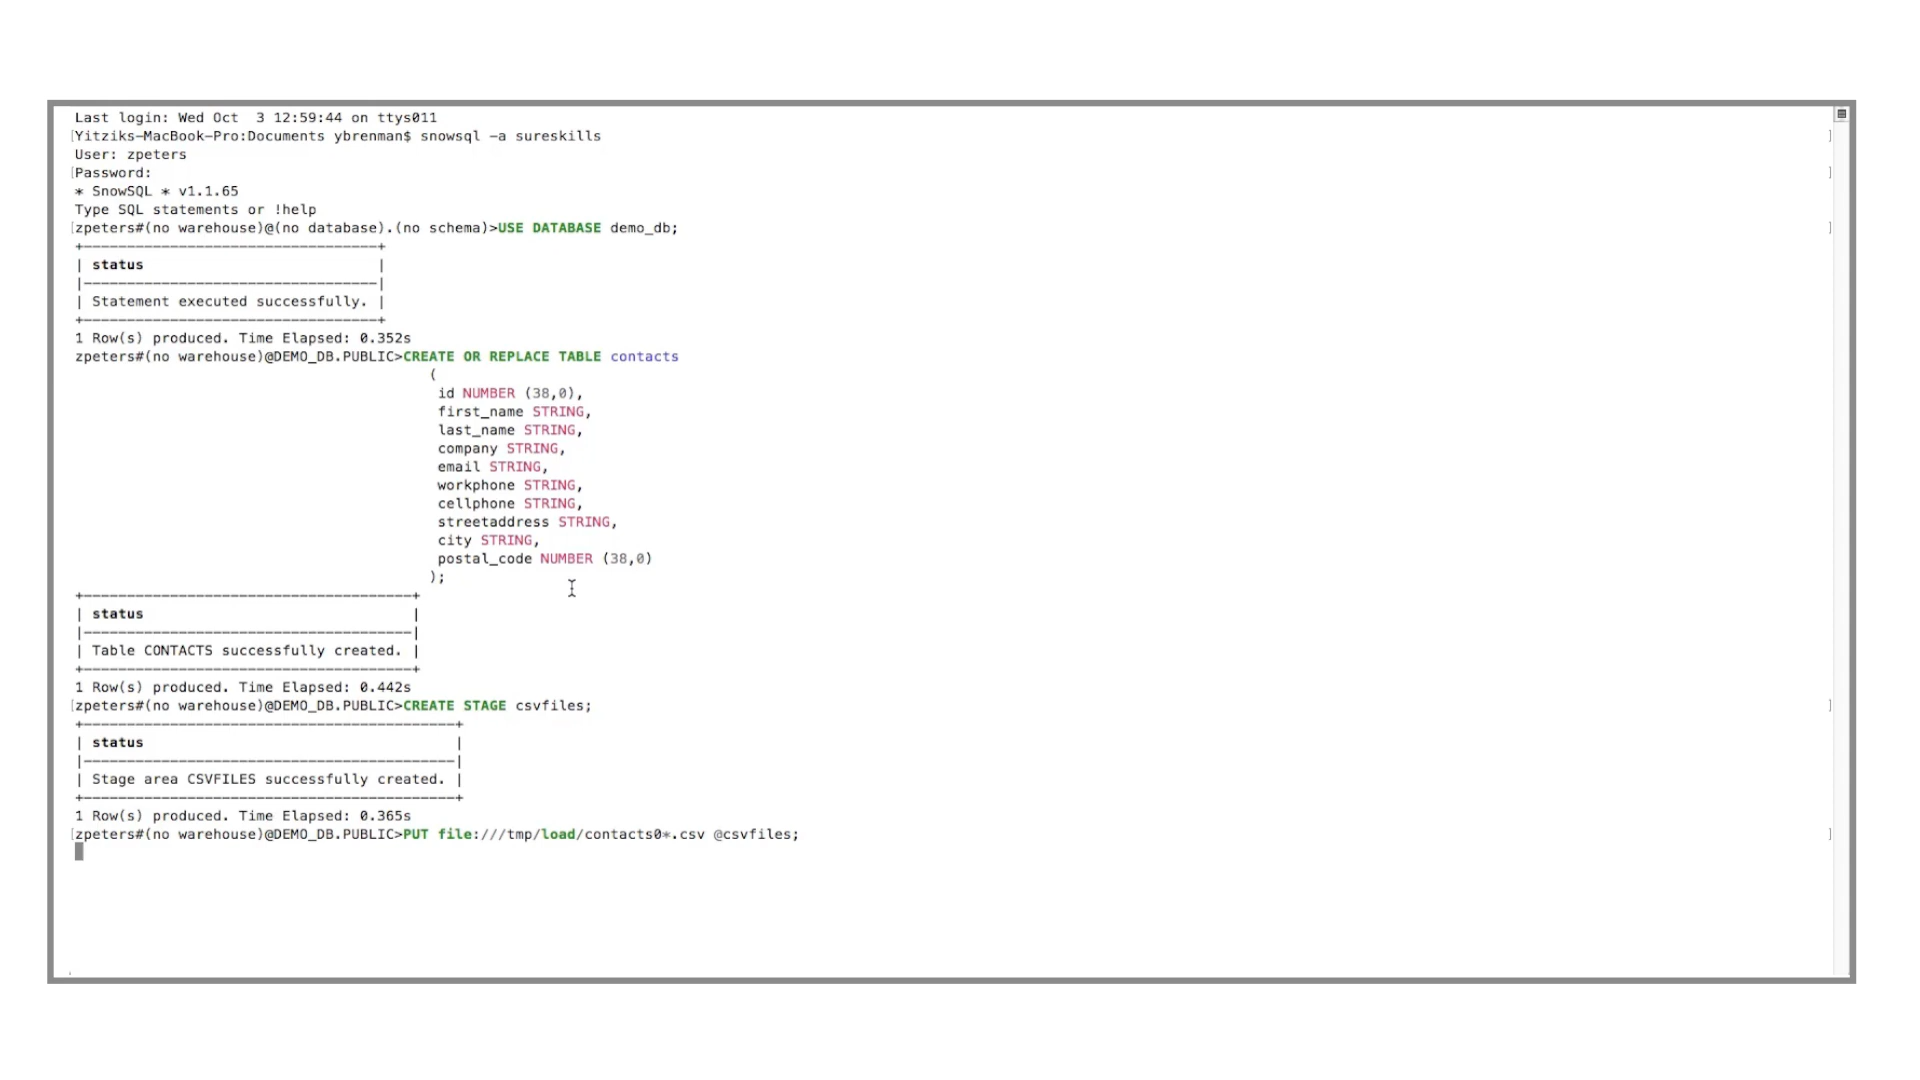 Last login: Wed Oct  3 12:59:44 on ttys011
[Yitziks-MacBook-Pro:Documents ybrenman$ snowsql -a sureskills ]
User: zpeters
[Password: ]
* SnowSQL * v1.1.65
Type SQL statements or !help
[zpeters#(no warehouse)@(no database).(no schema)>USE DATABASE demo_db; ]
+----------------------------------+
| status                           |
|----------------------------------|
| Statement executed successfully. |
+----------------------------------+
1 Row(s) produced. Time Elapsed: 0.352s
zpeters#(no warehouse)@DEMO_DB.PUBLIC>CREATE OR REPLACE TABLE contacts
(
id NUMBER (38,0),
first_name STRING,
last_name STRING,
company STRING,
email STRING,
workphone STRING,
cellphone STRING,
streetaddress STRING,
city STRING,
postal_code NUMBER (38,0)
);
+--------------------------------------+
| status                               |
|--------------------------------------|
| Table CONTACTS successfully created. |
+--------------------------------------+
1 Row(s) produced. Time Elapsed: 0.442s
[zpeters#(no warehouse)@DEMO_DB.PUBLIC>CREATE STAGE csvfiles; ]
+-------------------------------------------+
| status                                    |
|-------------------------------------------|
| Stage area CSVFILES successfully created. |
+-------------------------------------------+
1 Row(s) produced. Time Elapsed: 0.365s
[zpeters#(no warehouse)@DEMO_DB.PUBLIC>PUT file:///tmp/load/contacts0*.csv @csvfiles; ]